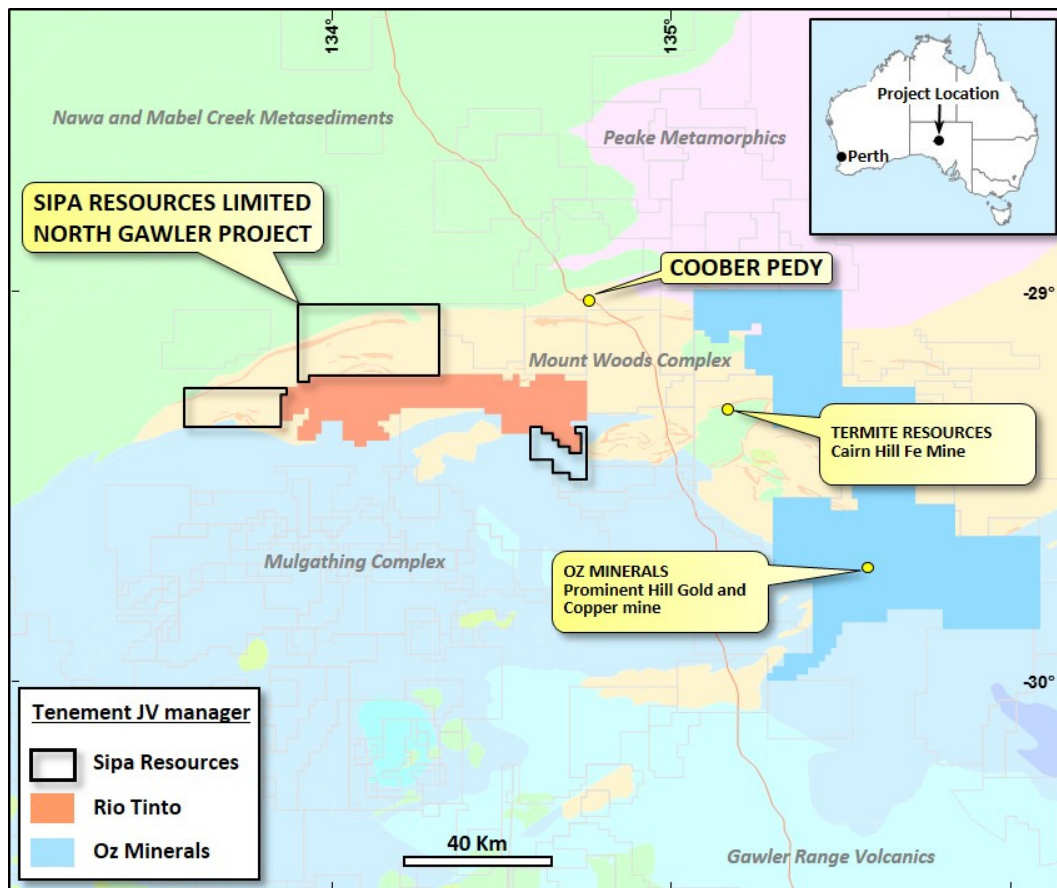 134°
135°
Nawa and Mabel Creek Metasediments
Peake Metamorphics
Project Location
Perth
SIPA RESOURCES LIMITED
NORTH GAWLER PROJECT
COOBER PEDY
-29°
Mount Woods Complex
TERMITE RESOURCES
Cairn Hill Fe Mine
Mulgathing Complex
OZ MINERALS
Prominent Hill Gold and
Copper mine
-30°
Tenement JV manager
Sipa Resources
Rio Tinto
Oz Minerals
40 Km
Gawler Range Volcanics